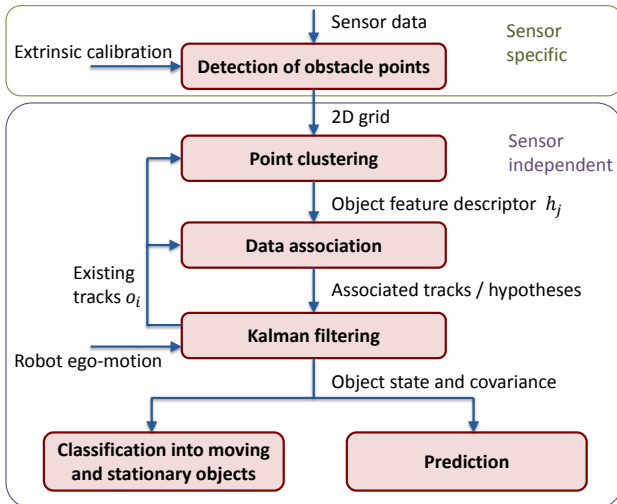 Sensor data
Sensor
specific
Extrinsic calibration
Detection of obstacle points
2D grid
Sensor
independent
Point clustering
Object feature descriptor hⱼ
Data association
Existing
tracks oᵢ
Associated tracks / hypotheses
Kalman filtering
Robot ego-motion
Object state and covariance
Classification into moving
and stationary objects
Prediction